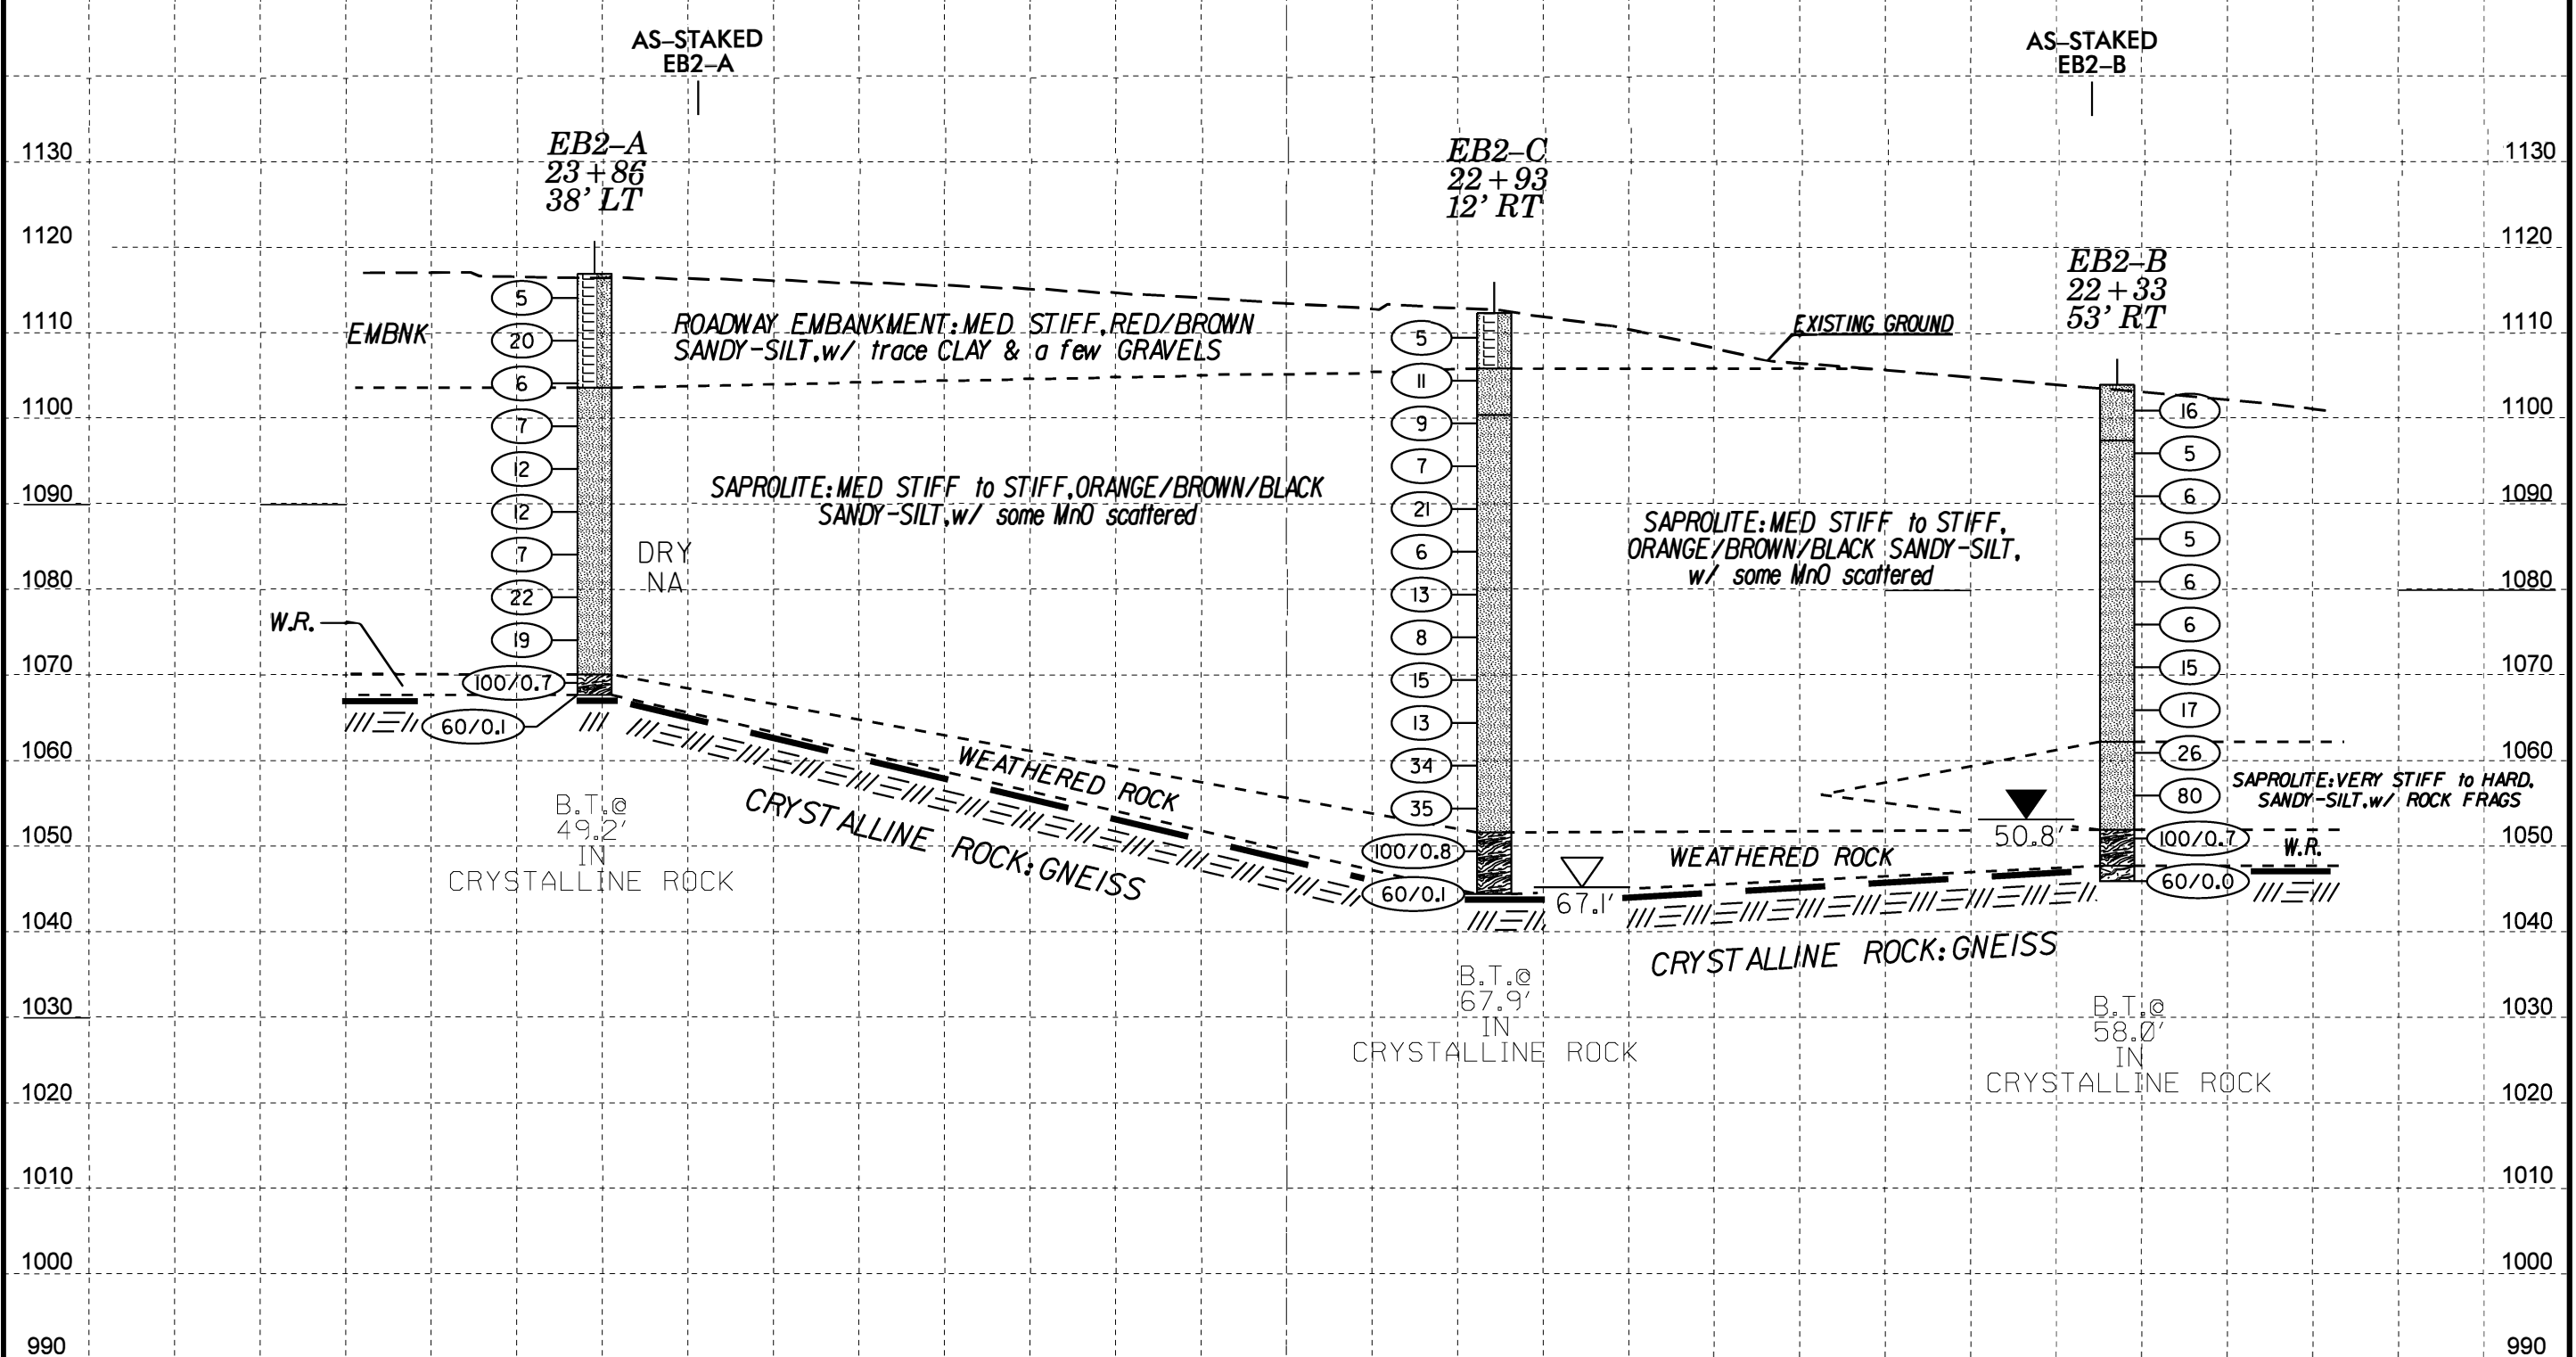 AS-STAKED
EB2-A
AS-STAKED
EB2-B
EB2-A
23+86
38' LT
EB2-C
22+93
12' RT
EB2-B
22+33
53' RT
1130
1120
1110
1100
1090
1080
1070
1060
1050
1040
1030
1020
1010
1000
990
1130
1120
1110
1100
1090
1080
1070
1060
1050
1040
1030
1020
1010
1000
990
EMBNK
5
20
6
7
12
12
7
22
19
100/0.7
60/0.1
W.R.
DRY
NA
ROADWAY EMBANKMENT: MED STIFF, RED/BROWN
SANDY-SILT, w/ trace CLAY & a few GRAVELS
SAPROLITE: MED STIFF to STIFF, ORANGE/BROWN/BLACK
SANDY-SILT, w/ some MnO scattered
WEATHERED ROCK
CRYSTALLINE ROCK: GNEISS
B.T.@
49.2'
IN
CRYSTALLINE ROCK
5
11
9
7
21
6
13
8
15
13
34
35
100/0.8
60/0.1
67.1'
B.T.@
67.9'
IN
CRYSTALLINE ROCK
EXISTING GROUND
SAPROLITE: MED STIFF to STIFF,
ORANGE/BROWN/BLACK SANDY-SILT,
w/ some MnO scattered
WEATHERED ROCK
CRYSTALLINE ROCK: GNEISS
50.8'
16
5
6
5
6
6
15
17
26
80
100/0.7
60/0.0
SAPROLITE: VERY STIFF to HARD,
SANDY-SILT, w/ ROCK FRAGS
W.R.
B.T.@
58.0'
IN
CRYSTALLINE ROCK